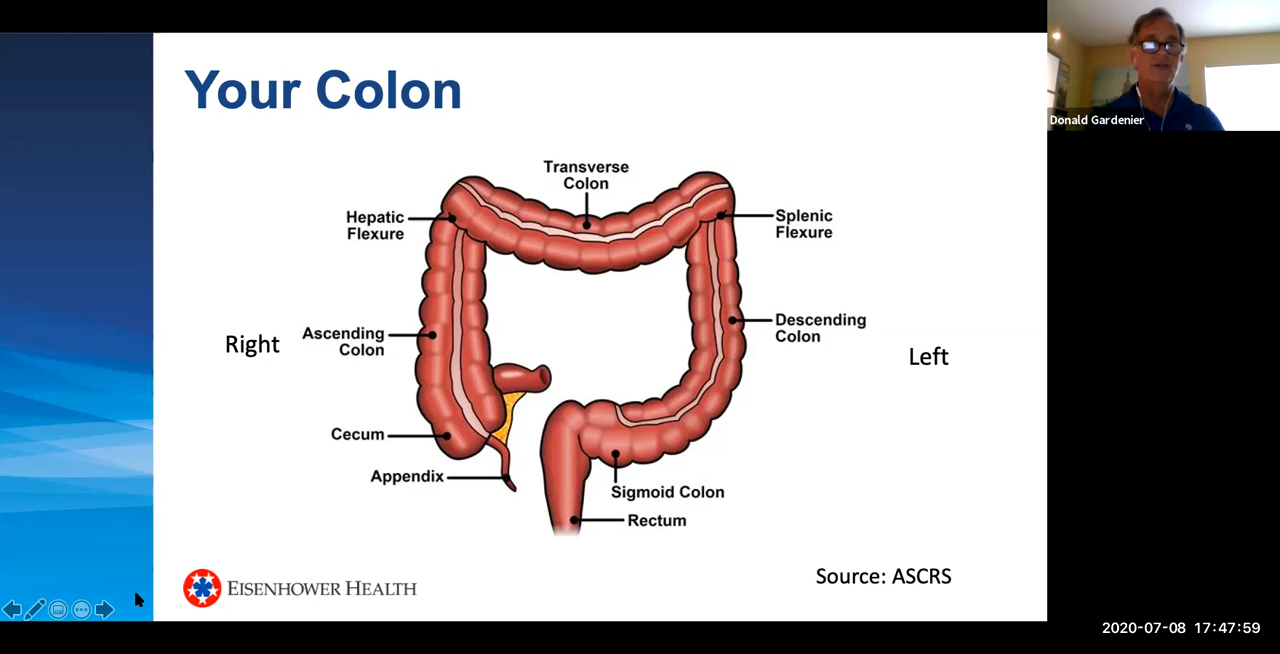 Your Colon
Donald Gardenier
Transverse
Colon
Hepatic
Flexure
Splenic
Flexure
Right
Ascending
Colon
Descending
Colon
Left
Cecum
Appendix
Sigmoid Colon
Rectum
EISENHOWER HEALTH
Source: ASCRS
2020-07-08 17:47:59